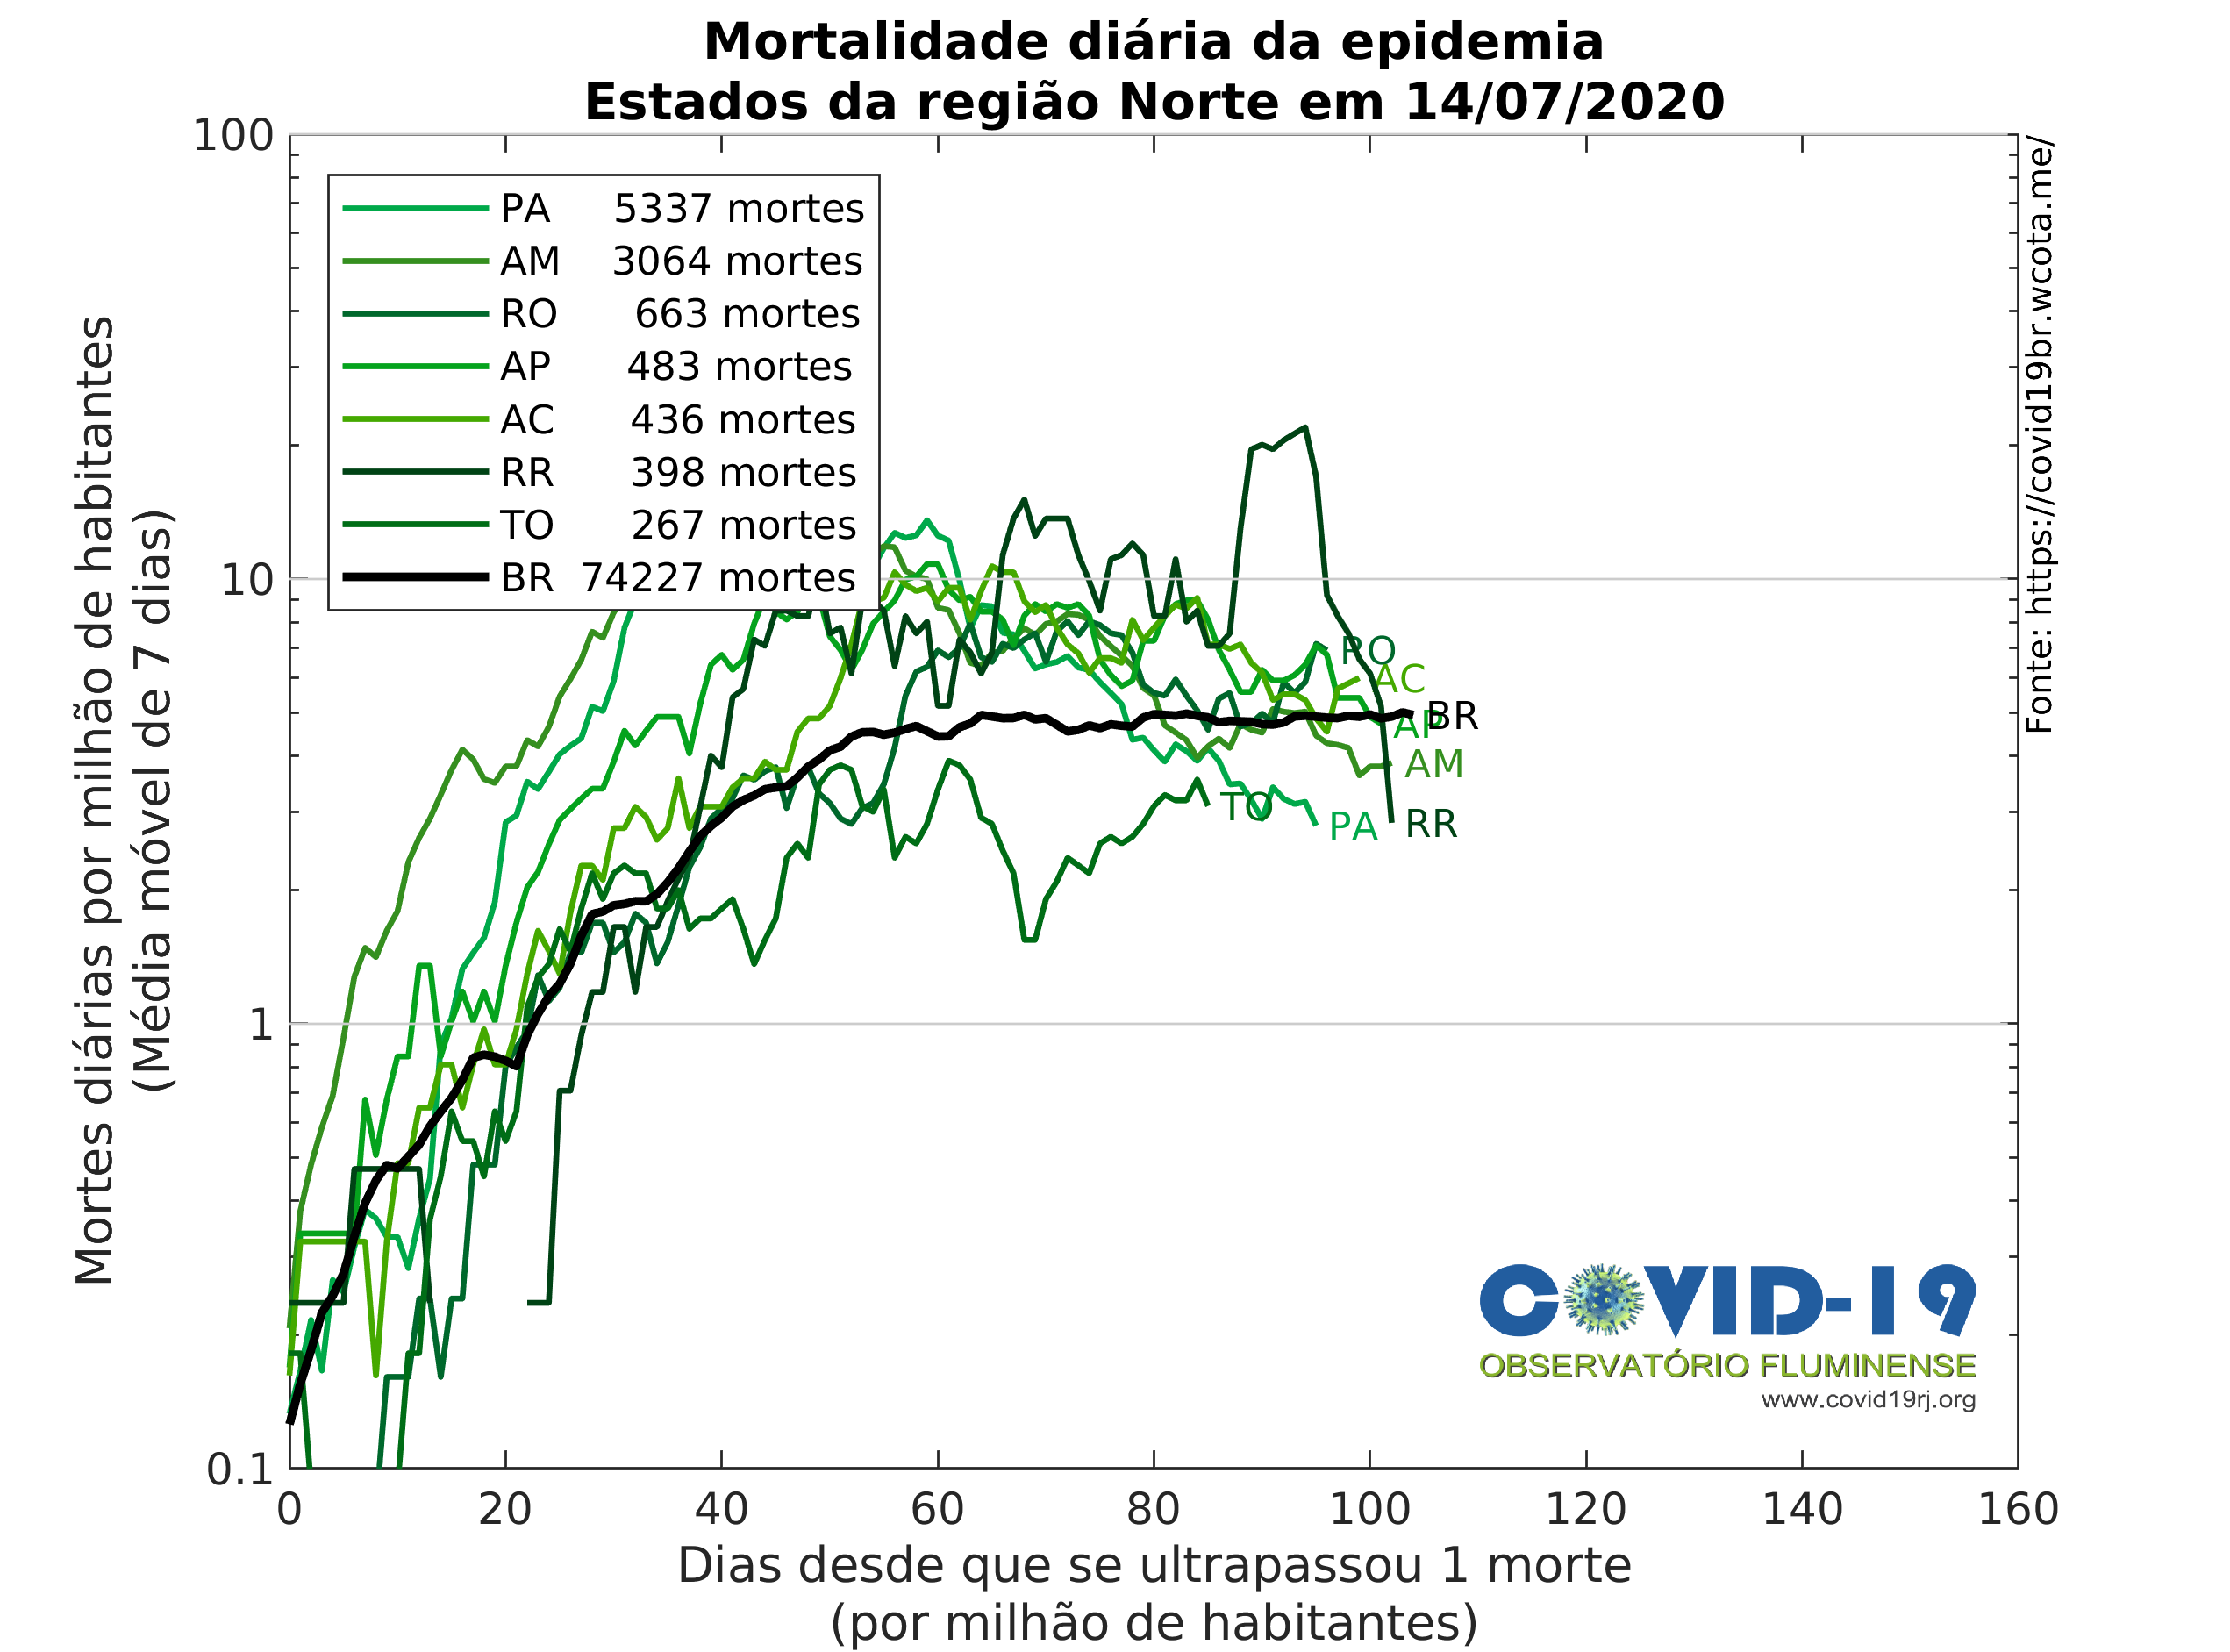 Mortalidade diária da epidemia
Estados da região Norte em 14/07/2020
Mortes diárias por milhão de habitantes
(Média móvel de 7 dias)
100
10
1
0.1
PA 5337 mortes
AM 3064 mortes
RO 663 mortes
AP 483 mortes
AC 436 mortes
RR 398 mortes
TO 267 mortes
BR 74227 mortes
RO
AC
BR
AP
AM
TO
PA
RR
Fonte: https://covid19br.wcota.me/
COVID-19
OBSERVATÓRIO FLUMINENSE
www.covid19rj.org
0 20 40 60 80 100 120 140 160
Dias desde que se ultrapassou 1 morte
(por milhão de habitantes)